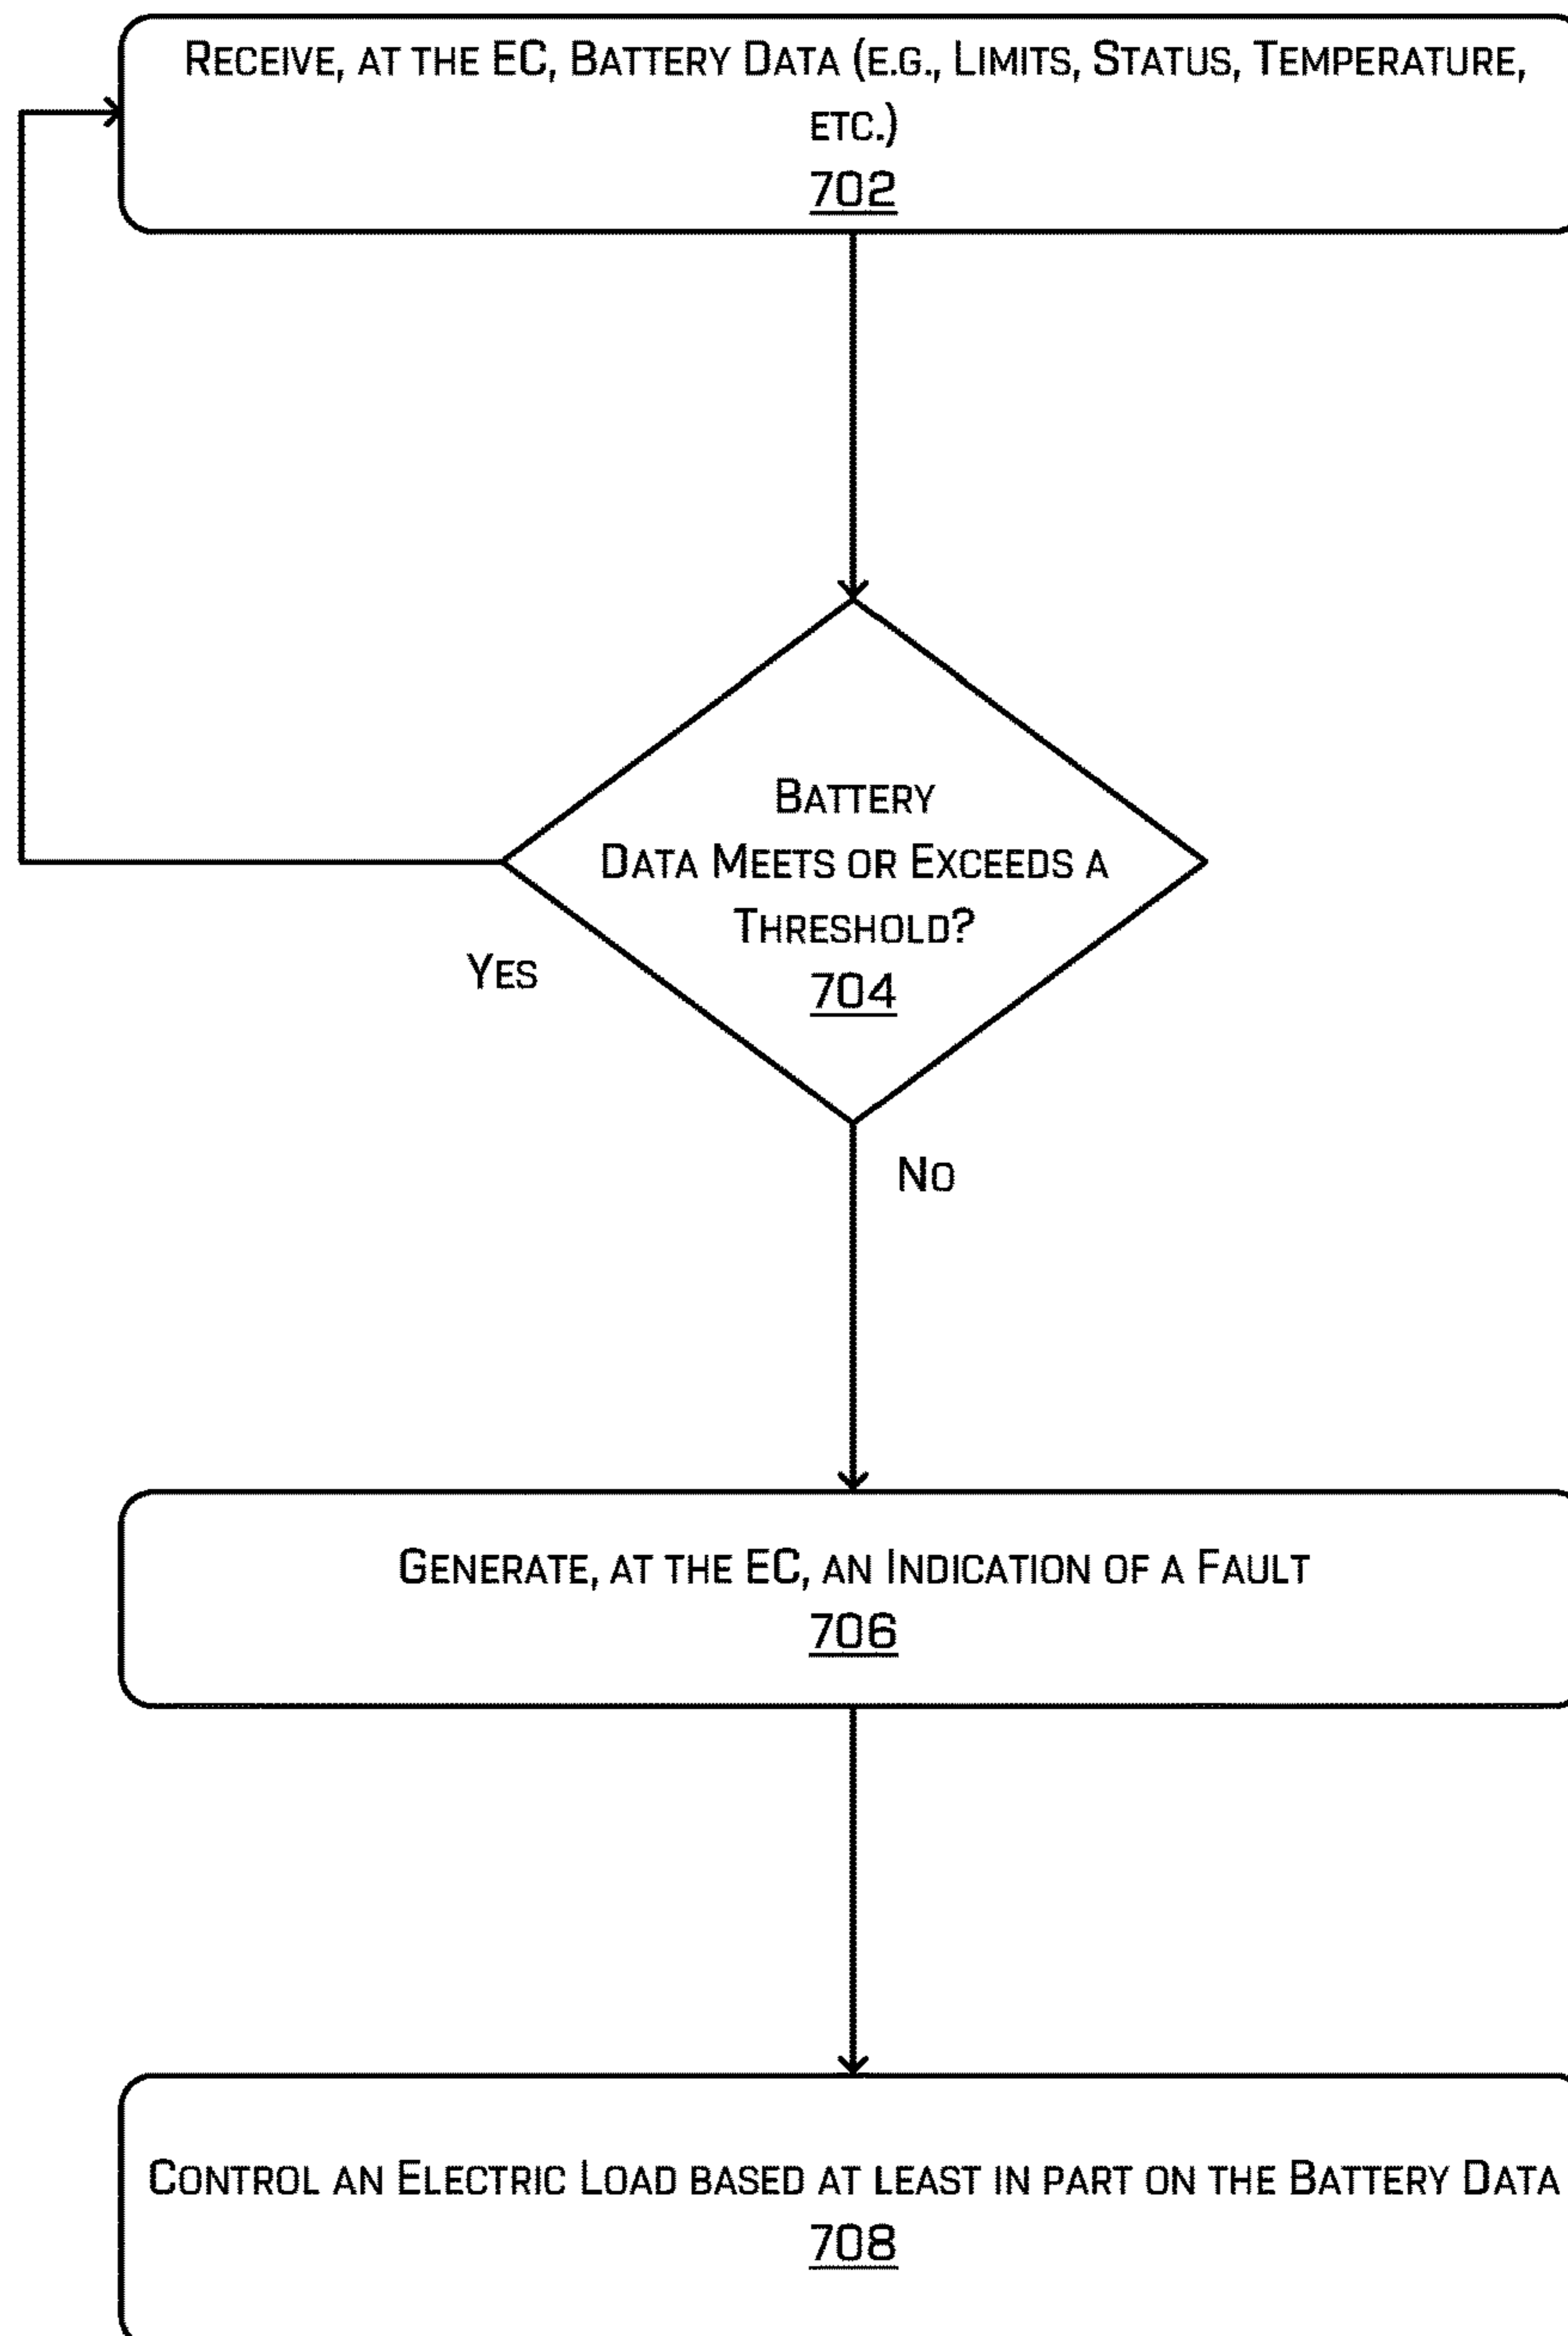 Receive, at the EC, Battery Data (e.g., Limits, Status, Temperature,
etc.)
702
Battery
Data Meets or Exceeds a
Threshold?
704
Yes
No
Generate, at the EC, an Indication of a Fault
706
Control an Electric Load based at least in part on the Battery Data
708